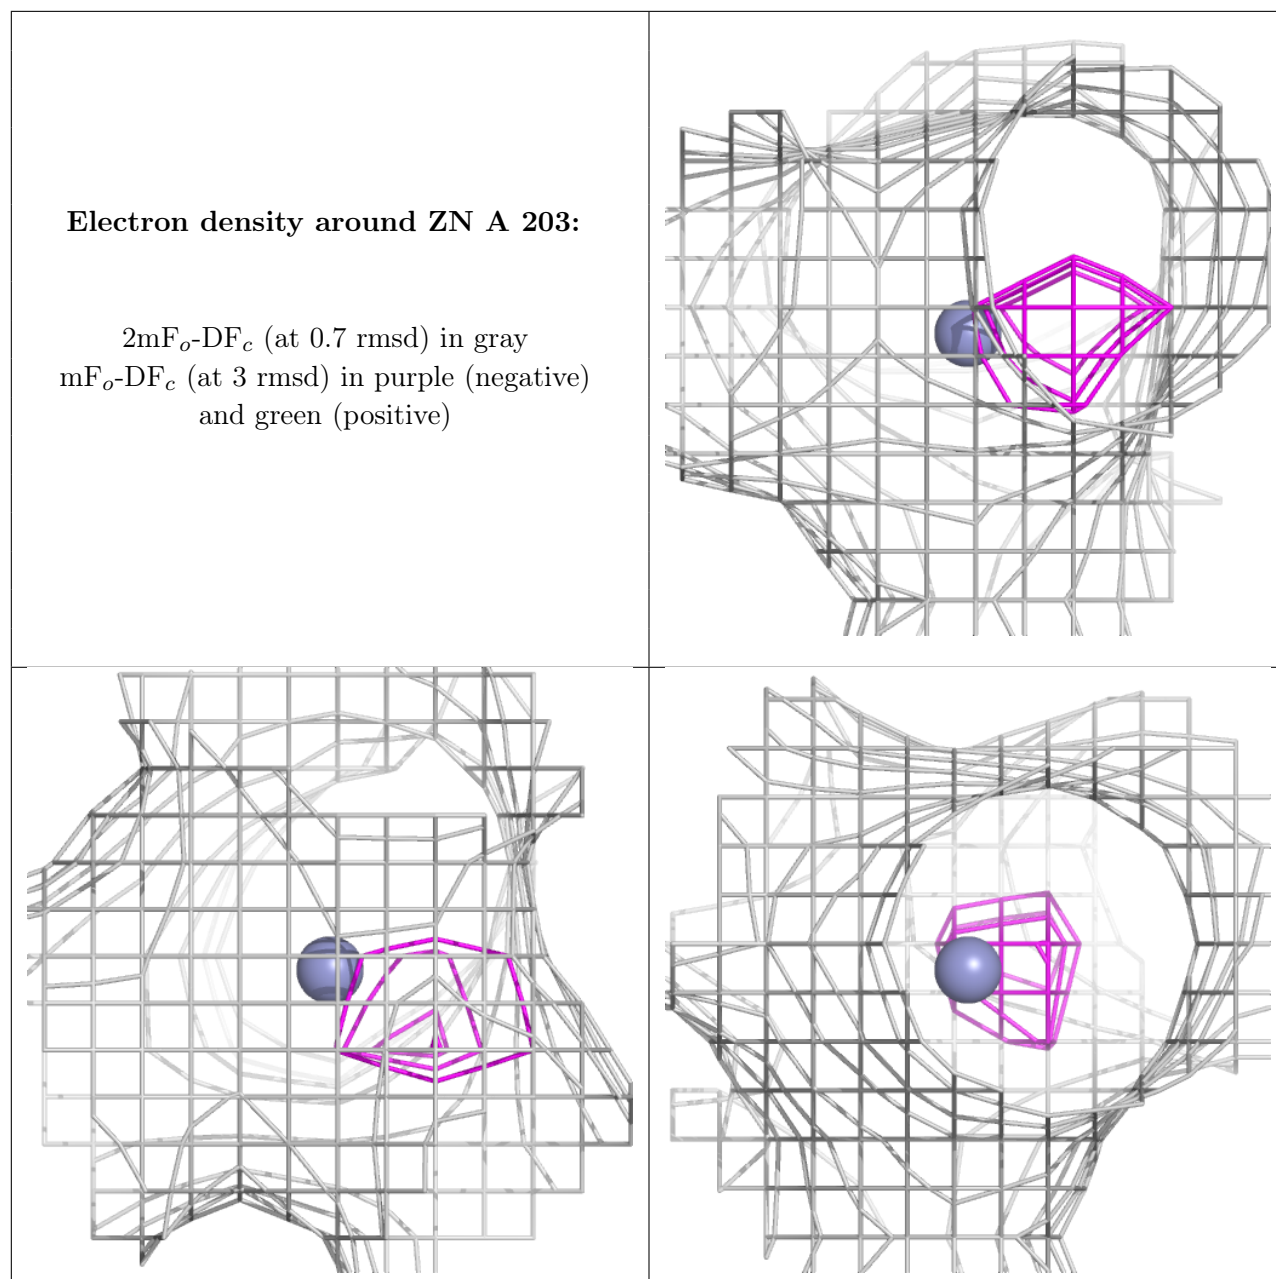 Electron density around ZN A 203:
2mFo-DFc (at 0.7 rmsd) in gray
mFo-DFc (at 3 rmsd) in purple (negative)
and green (positive)